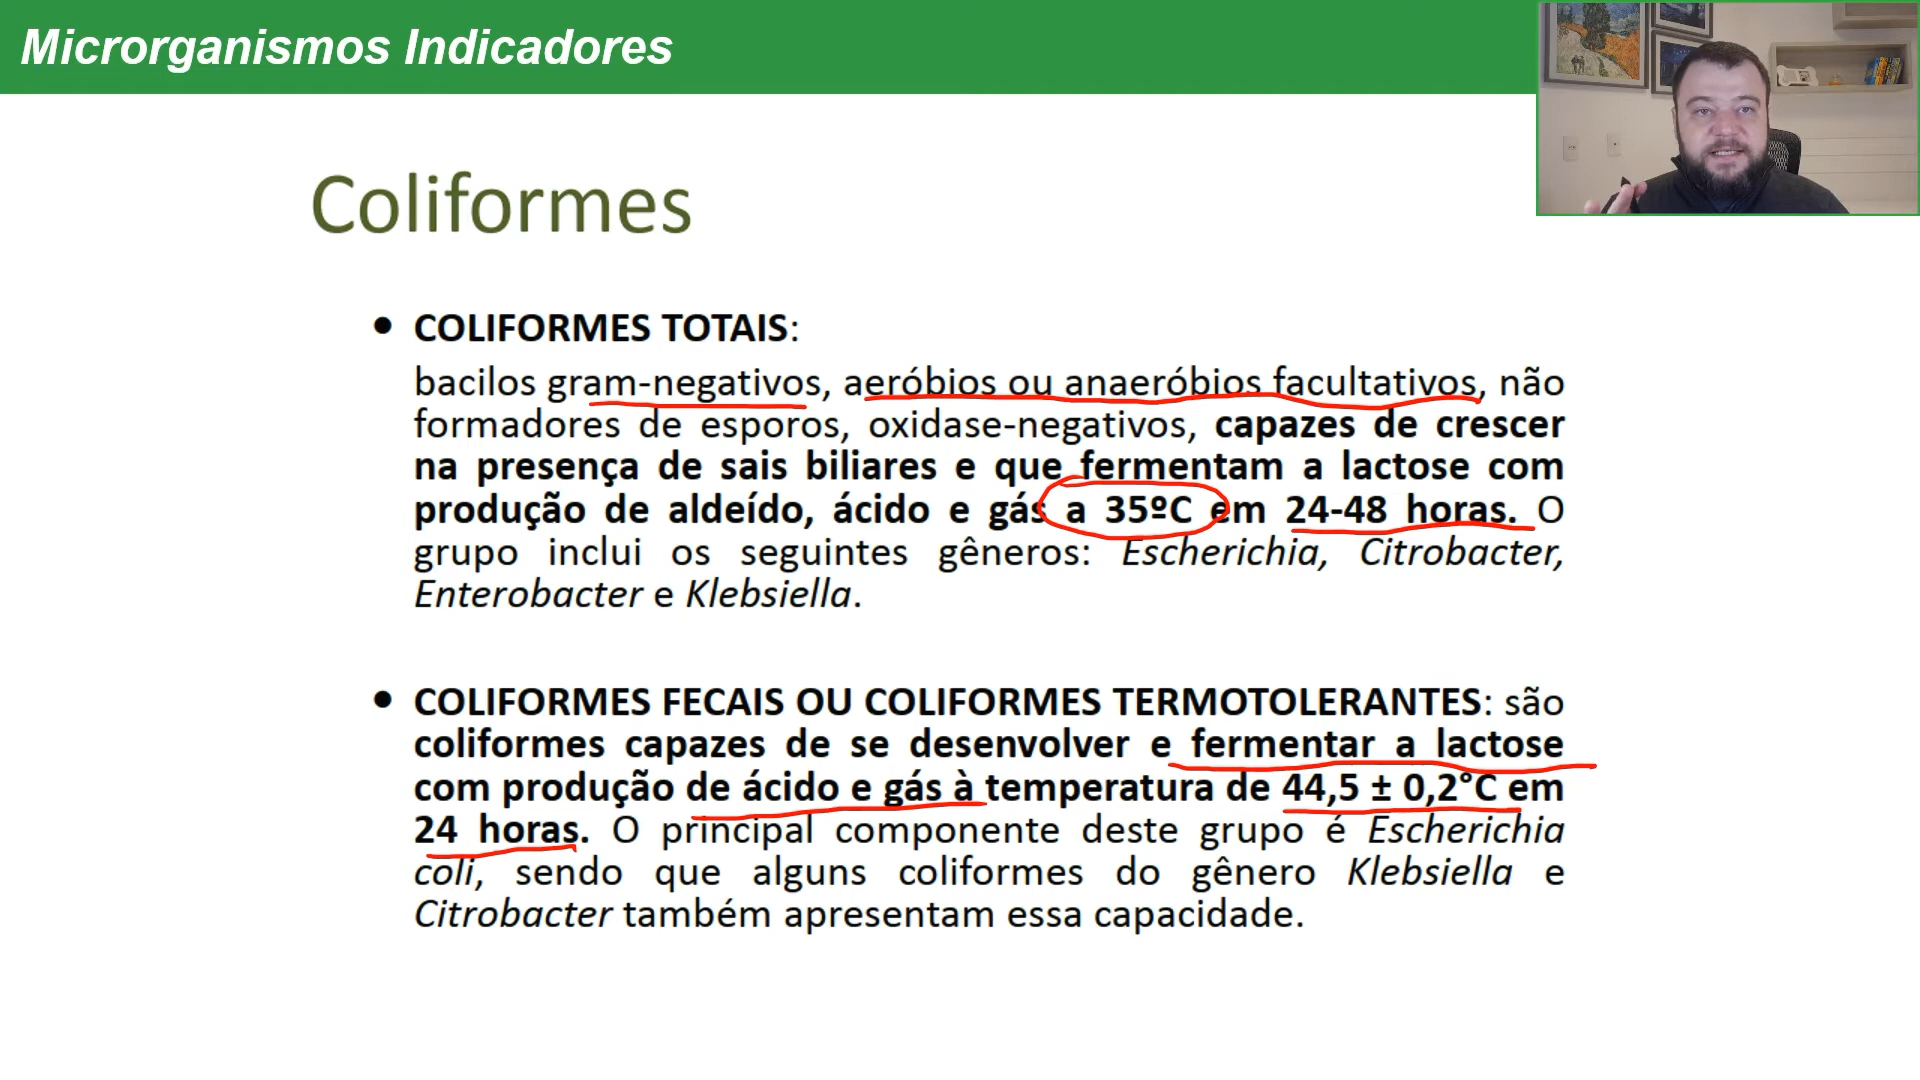 Microrganismos Indicadores
Coliformes
• COLIFORMES TOTAIS:
bacilos gram-negativos, aeróbios ou anaeróbios facultativos, não
formadores de esporos, oxidase-negativos, capazes de crescer
na presença de sais biliares e que fermentam a lactose com
produção de aldeído, ácido e gás a 35ºC em 24-48 horas. O
grupo inclui os seguintes gêneros: Escherichia, Citrobacter,
Enterobacter e Klebsiella.
• COLIFORMES FECAIS OU COLIFORMES TERMOTOLERANTES: são
coliformes capazes de se desenvolver e fermentar a lactose
com produção de ácido e gás à temperatura de 44,5 ± 0,2°C em
24 horas. O principal componente deste grupo é Escherichia
coli, sendo que alguns coliformes do gênero Klebsiella e
Citrobacter também apresentam essa capacidade.